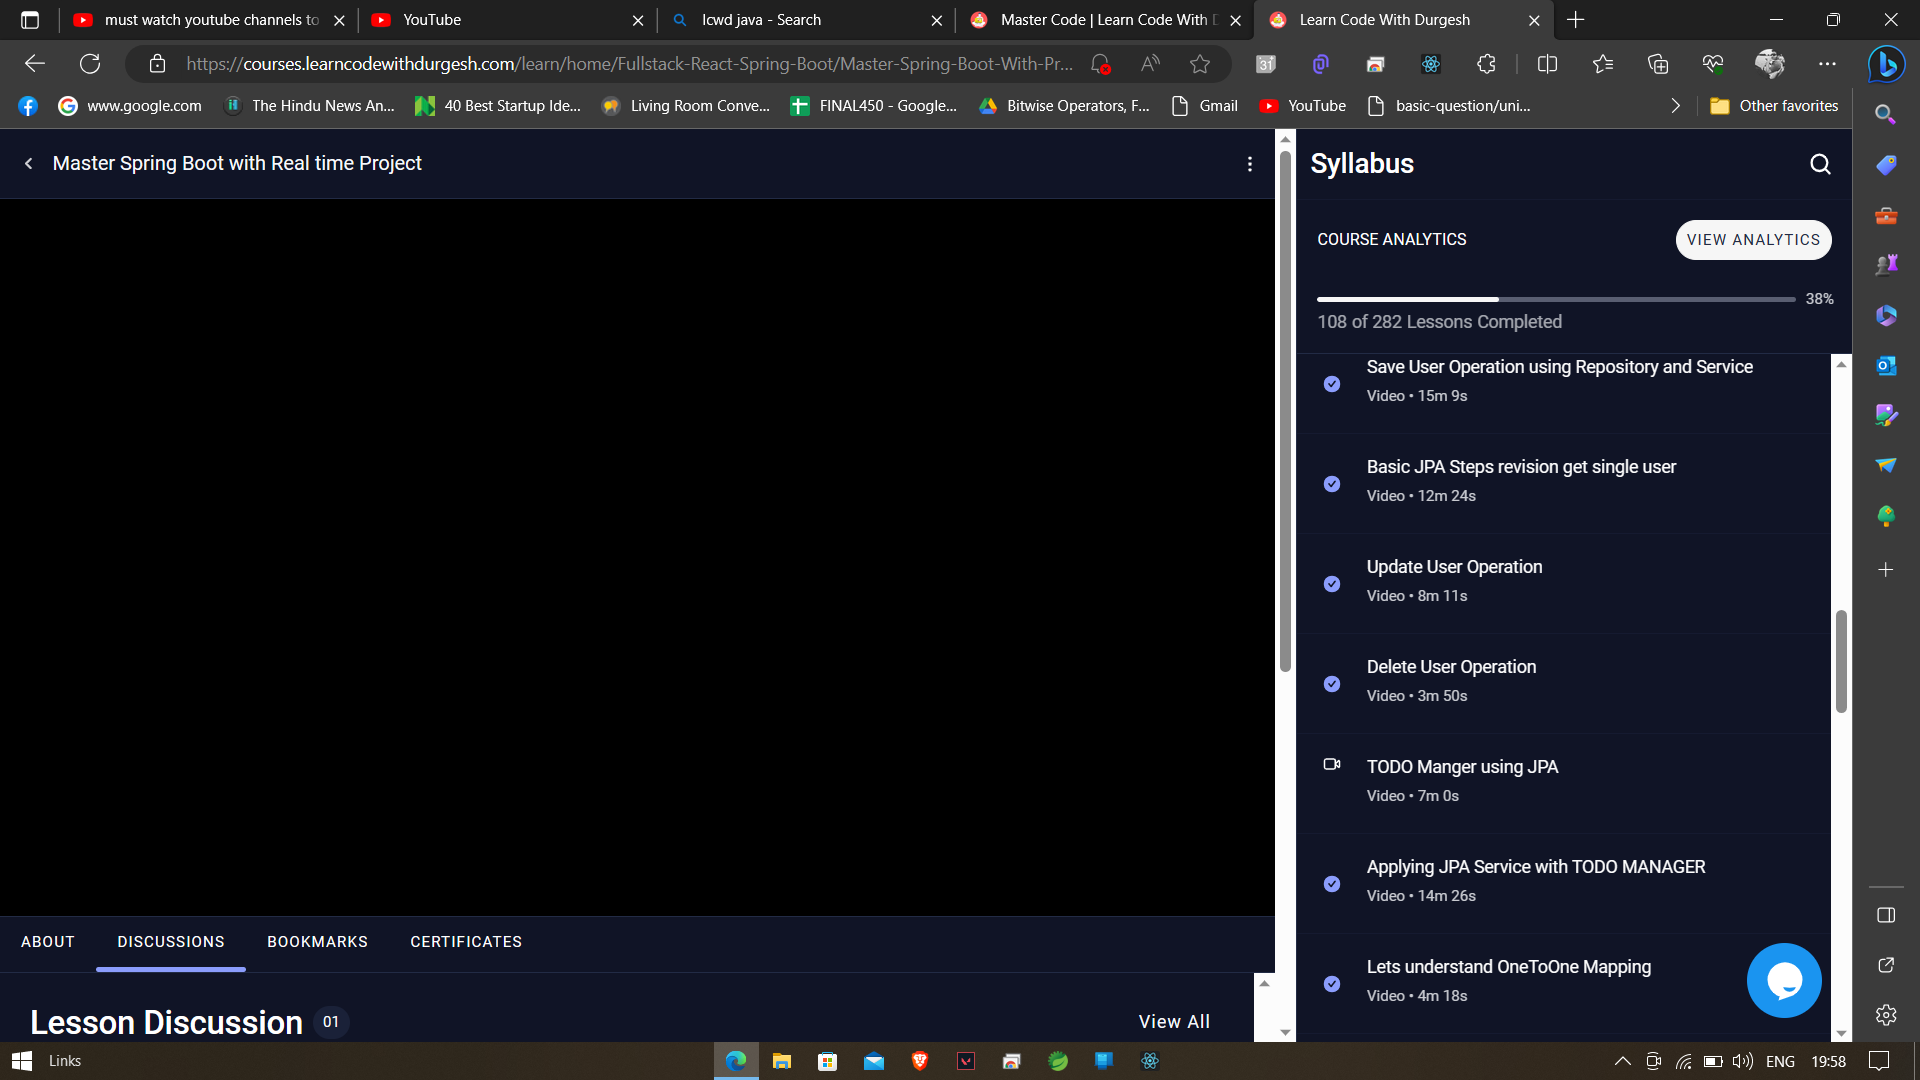 must watch youtube channels to
YouTube
lcwd java - Search
Master Code | Learn Code With D
Learn Code With Durgesh
https://courses.learncodewithdurgesh.com/learn/home/Fullstack-React-Spring-Boot/Master-Spring-Boot-With-Pr...
31
www.google.com
The Hindu News An...
40 Best Startup Ide...
Living Room Conve...
FINAL450 - Google...
Bitwise Operators, F...
Gmail
YouTube
basic-question/uni...
Other favorites
Master Spring Boot with Real time Project
Syllabus
COURSE ANALYTICS
VIEW ANALYTICS
38%
108 of 282 Lessons Completed
Save User Operation using Repository and Service
Video • 15m 9s
Basic JPA Steps revision get single user
Video • 12m 24s
Update User Operation
Video • 8m 11s
Delete User Operation
Video • 3m 50s
TODO Manger using JPA
Video • 7m 0s
Applying JPA Service with TODO MANAGER
Video • 14m 26s
Lets understand OneToOne Mapping
Video • 4m 18s
ABOUT
DISCUSSIONS
BOOKMARKS
CERTIFICATES
Lesson Discussion 01
View All
Links
ENG
19:58